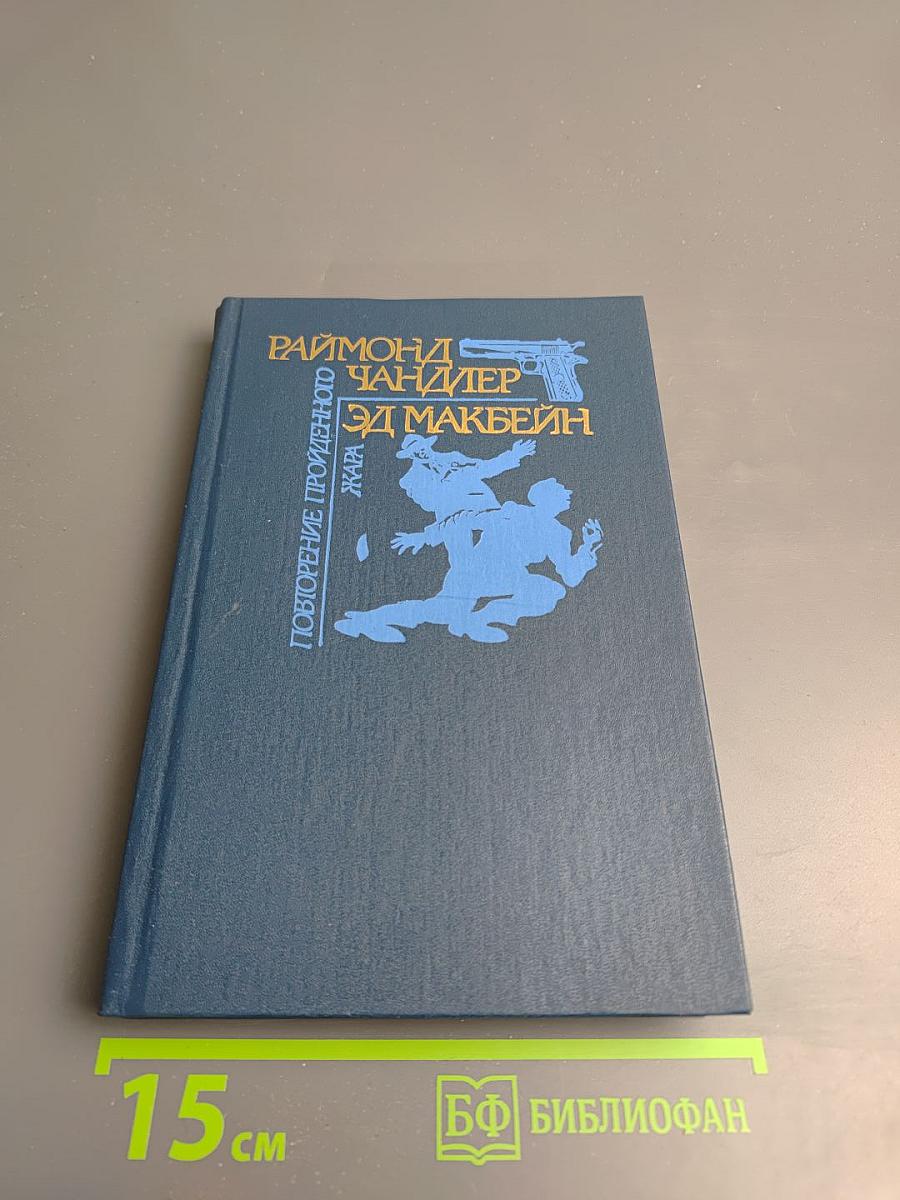 РАЙМОНД
ЧАНДЛЕР
ПОВТОРЕНИЕ ПРОЙДЕННОГО
ЭД МАКБЕЙН
ЖАРА
15 см
БФ БИБЛИОФАН